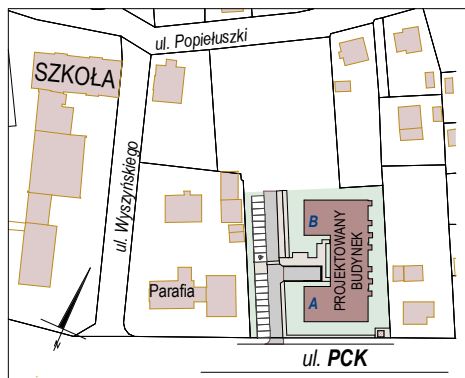 ul. Popiełuszki
SZKOŁA
ul. Wyszyńskiego
B
PROJEKTOWANY
BUDYNEK
Parafia
A
N
ul. PCK